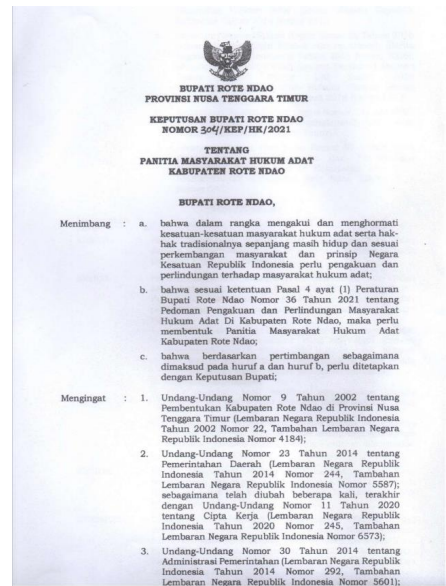 BUPATI ROTE NDAO
PROVINSI NUSA TENGGARA TIMUR
KEPUTUSAN BUPATI ROTE NDAO
NOMOR 304/KEP/HK/2021
TENTANG
PANITIA MASYARAKAT HUKUM ADAT
KABUPATEN ROTE NDAO
BUPATI ROTE NDAO,
Menimbang : a. bahwa dalam rangka mengakui dan menghormati
kesatuan-kesatuan masyarakat hukum adat serta hak-
hak tradisionalnya sepanjang masih hidup dan sesuai
perkembangan masyarakat dan prinsip Negara
Kesatuan Republik Indonesia perlu pengakuan dan
perlindungan terhadap masyarakat hukum adat;
b. bahwa sesuai ketentuan Pasal 4 ayat (1) Peraturan
Bupati Rote Ndao Nomor 36 Tahun 2021 tentang
Pedoman Pengakuan dan Perlindungan Masyarakat
Hukum Adat Di Kabupaten Rote Ndao, maka perlu
membentuk Panitia Masyarakat Hukum Adat
Kabupaten Rote Ndao;
c. bahwa berdasarkan pertimbangan sebagaimana
dimaksud pada huruf a dan huruf b, perlu ditetapkan
dengan Keputusan Bupati;
Mengingat : 1. Undang-Undang Nomor 9 Tahun 2002 tentang
Pembentukan Kabupaten Rote Ndao di Provinsi Nusa
Tenggara Timur (Lembaran Negara Republik Indonesia
Tahun 2002 Nomor 22, Tambahan Lembaran Negara
Republik Indonesia Nomor 4184);
2. Undang-Undang Nomor 23 Tahun 2014 tentang
Pemerintahan Daerah (Lembaran Negara Republik
Indonesia Tahun 2014 Nomor 244, Tambahan
Lembaran Negara Republik Indonesia Nomor 5587);
sebagaimana telah diubah beberapa kali, terakhir
dengan Undang-Undang Nomor 11 Tahun 2020
tentang Cipta Kerja (Lembaran Negara Republik
Indonesia Tahun 2020 Nomor 245, Tambahan
Lembaran Negara Republik Indonesia Nomor 6573);
3. Undang-Undang Nomor 30 Tahun 2014 tentang
Administrasi Pemerintahan (Lembaran Negara Republik
Indonesia Tahun 2014 Nomor 292, Tambahan
Lembaran Negara Republik Indonesia Nomor 5601);